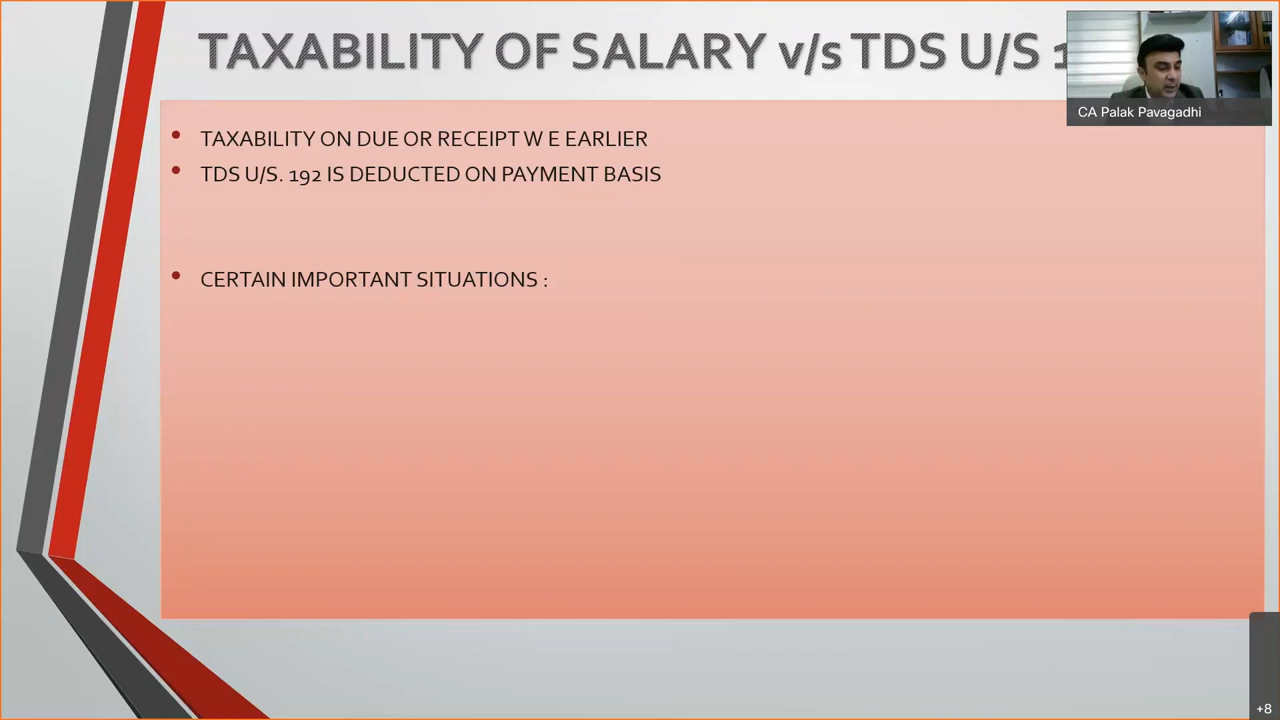 TAXABILITY OF SALARY v/s TDS U/S
CA Palak Pavagadhi
• TAXABILITY ON DUE OR RECEIPT W E EARLIER
• TDS U/S. 192 IS DEDUCTED ON PAYMENT BASIS
• CERTAIN IMPORTANT SITUATIONS :
+8